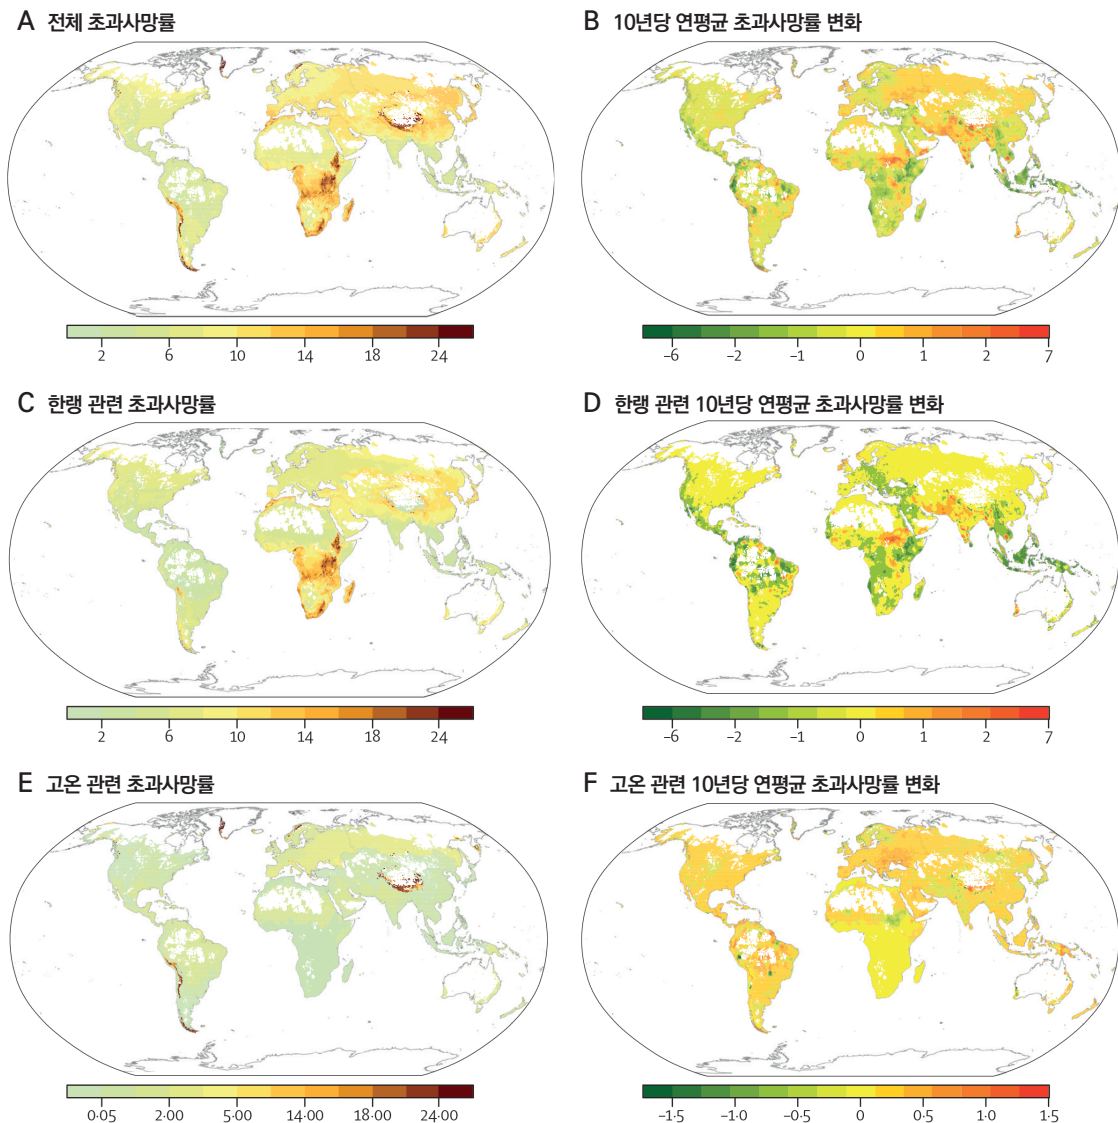 A 전체 초과사망률
2 6 10 14 18 24
B 10년당 연평균 초과사망률 변화
−6 −2 −1 0 1 2 7
C 한랭 관련 초과사망률
2 6 10 14 18 24
D 한랭 관련 10년당 연평균 초과사망률 변화
−6 −2 −1 0 1 2 7
E 고온 관련 초과사망률
0·05 2·00 5·00 14·00 18·00 24·00
F 고온 관련 10년당 연평균 초과사망률 변화
−1·5 −1·0 −0·5 0 0·5 1·0 1·5